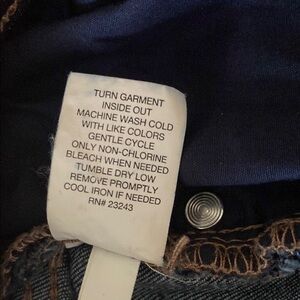 TURN GARMENT
INSIDE OUT
MACHINE WASH COLD
WITH LIKE COLORS
GENTLE CYCLE
ONLY NON-CHLORINE
BLEACH WHEN NEEDED
TUMBLE DRY LOW
REMOVE PROMPTLY
COOL IRON IF NEEDED
RN# 23243